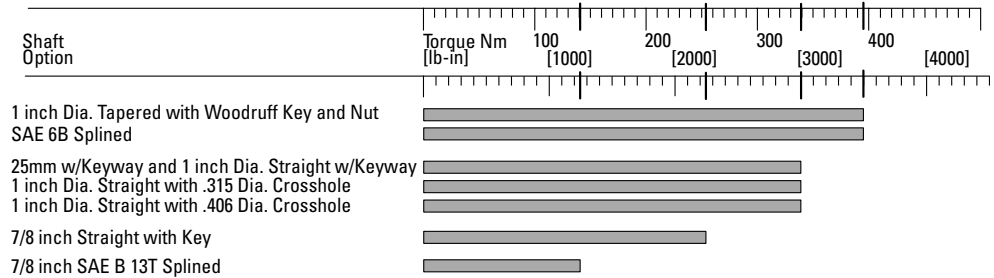 Shaft
Option
Torque Nm 100 200 300 400
[lb-in] [1000] [2000] [3000] [4000]
1 inch Dia. Tapered with Woodruff Key and Nut
SAE 6B Splined
25mm w/Keyway and 1 inch Dia. Straight w/Keyway
1 inch Dia. Straight with .315 Dia. Crosshole
1 inch Dia. Straight with .406 Dia. Crosshole
7/8 inch Straight with Key
7/8 inch SAE B 13T Splined